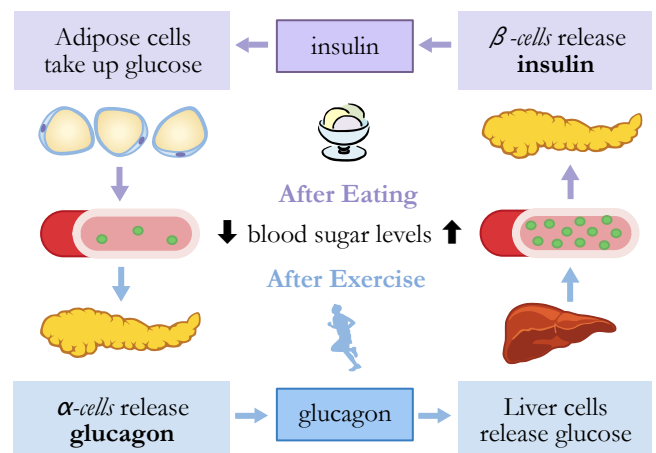 Adipose cells
take up glucose
insulin
β-cells release
insulin
After Eating
blood sugar levels
After Exercise
α-cells release
glucagon
glucagon
Liver cells
release glucose